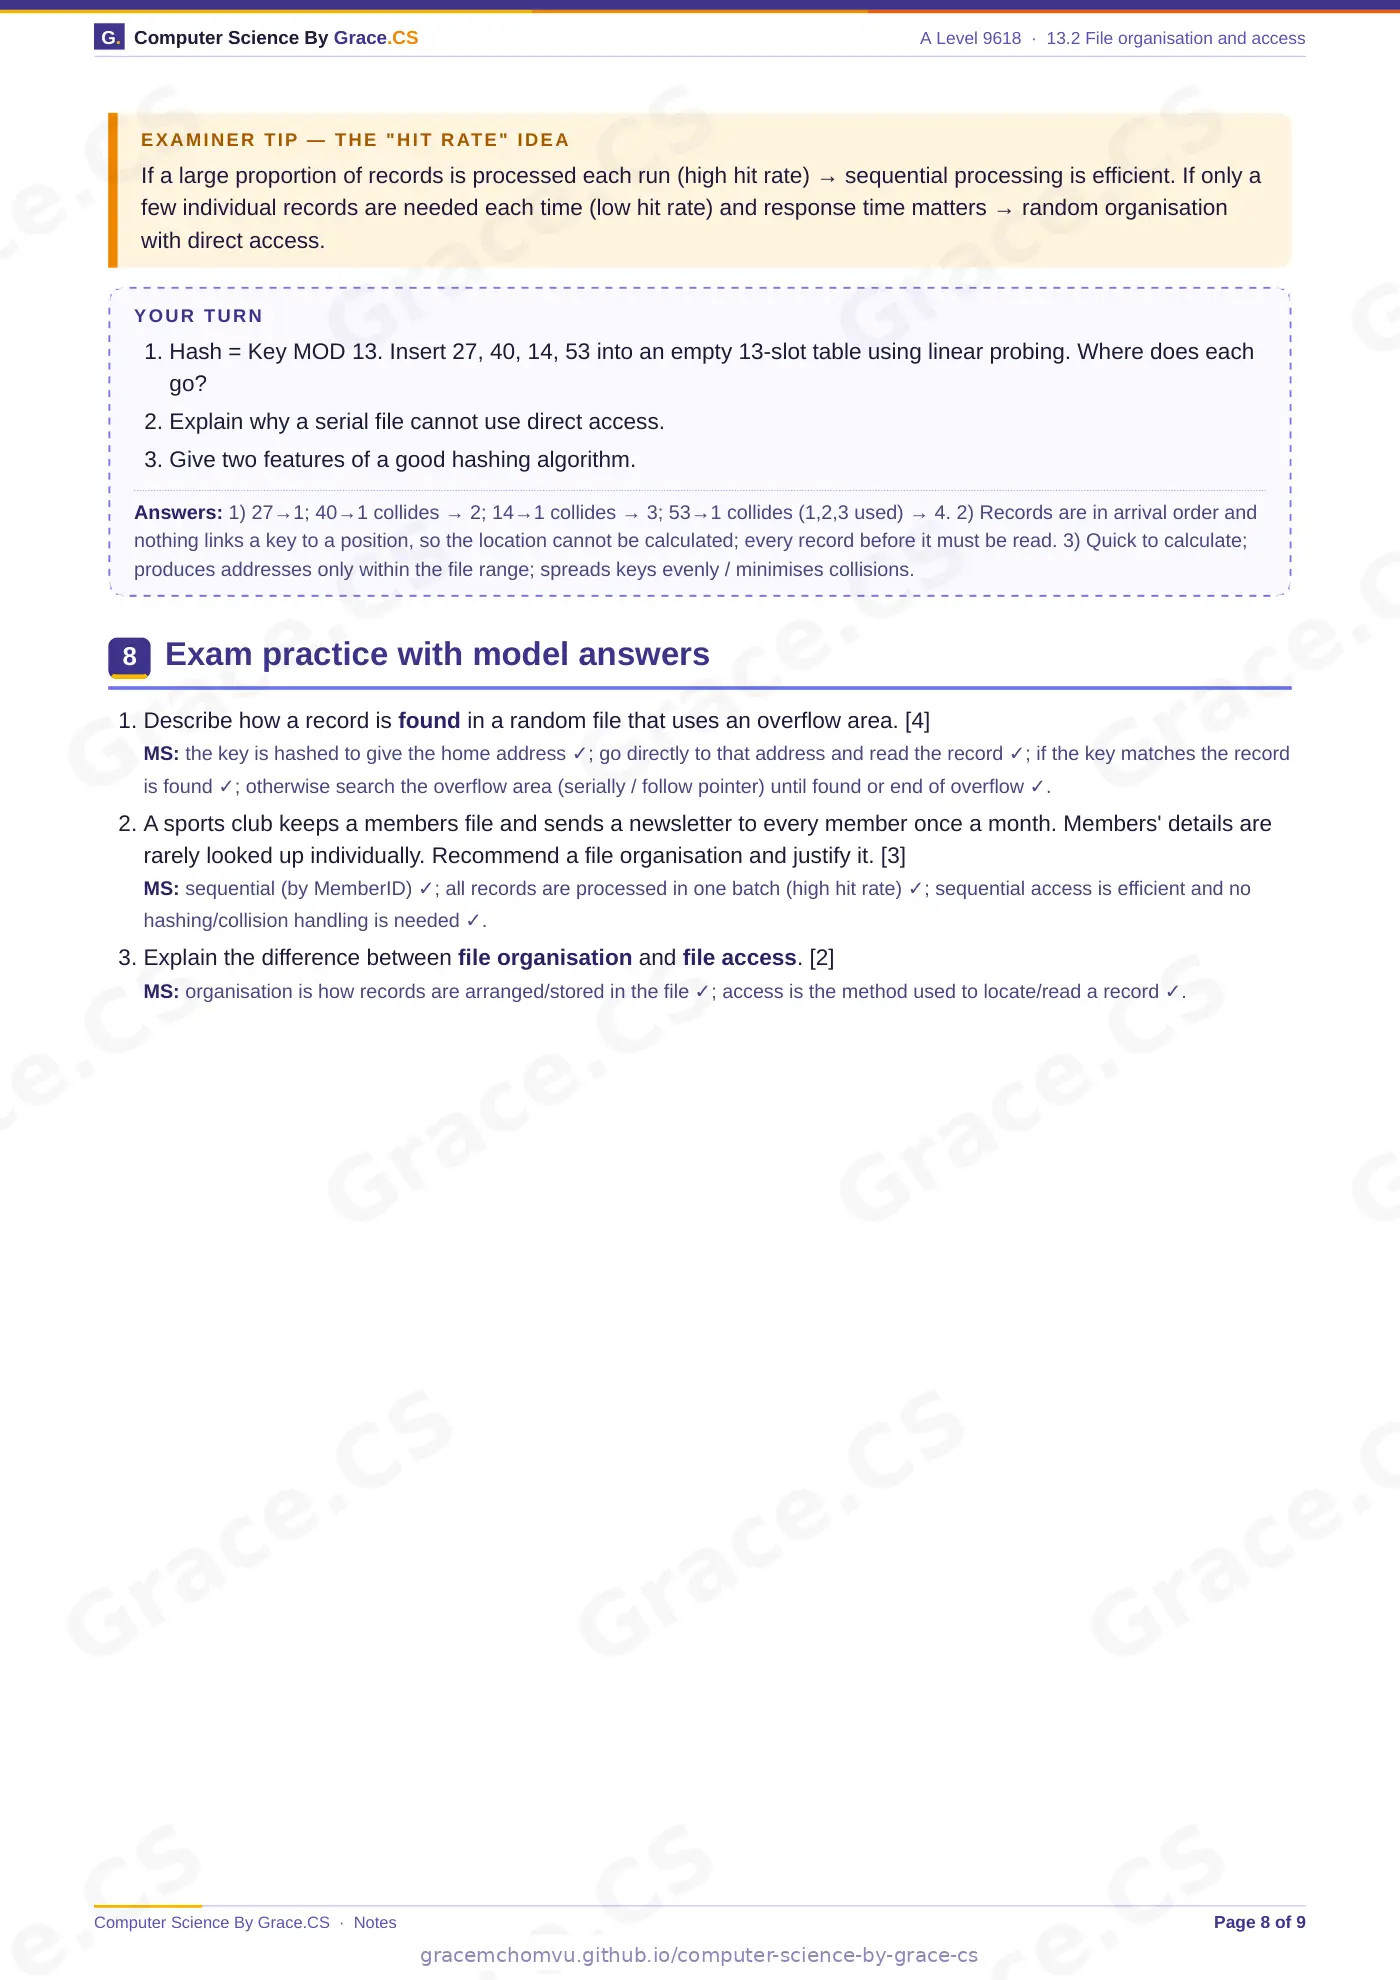 G. Computer Science By Grace.CS
A Level 9618 · 13.2 File organisation and access
EXAMINER TIP — THE "HIT RATE" IDEA
If a large proportion of records is processed each run (high hit rate) → sequential processing is efficient. If only a
few individual records are needed each time (low hit rate) and response time matters → random organisation
with direct access.
YOUR TURN
1. Hash = Key MOD 13. Insert 27, 40, 14, 53 into an empty 13-slot table using linear probing. Where does each
go?
2. Explain why a serial file cannot use direct access.
3. Give two features of a good hashing algorithm.
Answers: 1) 27→1; 40→1 collides → 2; 14→1 collides → 3; 53→1 collides (1,2,3 used) → 4. 2) Records are in arrival order and
nothing links a key to a position, so the location cannot be calculated; every record before it must be read. 3) Quick to calculate;
produces addresses only within the file range; spreads keys evenly / minimises collisions.
8 Exam practice with model answers
1. Describe how a record is found in a random file that uses an overflow area. [4]
MS: the key is hashed to give the home address ✓; go directly to that address and read the record ✓; if the key matches the record
is found ✓; otherwise search the overflow area (serially / follow pointer) until found or end of overflow ✓.
2. A sports club keeps a members file and sends a newsletter to every member once a month. Members' details are
rarely looked up individually. Recommend a file organisation and justify it. [3]
MS: sequential (by MemberID) ✓; all records are processed in one batch (high hit rate) ✓; sequential access is efficient and no
hashing/collision handling is needed ✓.
3. Explain the difference between file organisation and file access. [2]
MS: organisation is how records are arranged/stored in the file ✓; access is the method used to locate/read a record ✓.
Computer Science By Grace.CS · Notes
Page 8 of 9
gracemchomvu.github.io/computer-science-by-grace-cs